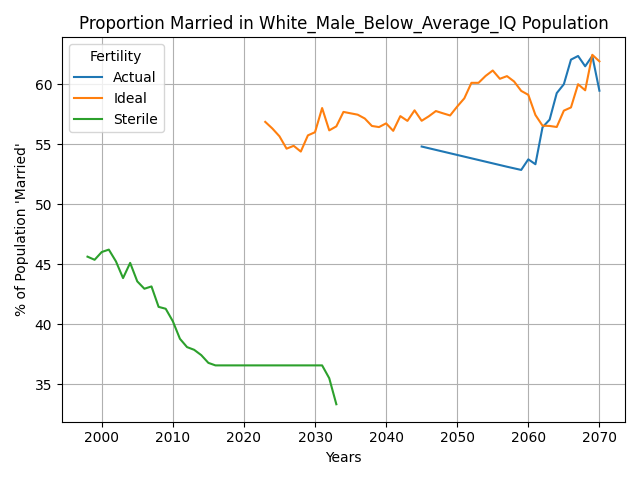 Proportion Married in White_Male_Below_Average_IQ Population
Fertility
Actual
Ideal
Sterile
% of Population 'Married'
60
55
50
45
40
35
2000 2010 2020 2030 2040 2050 2060 2070
Years